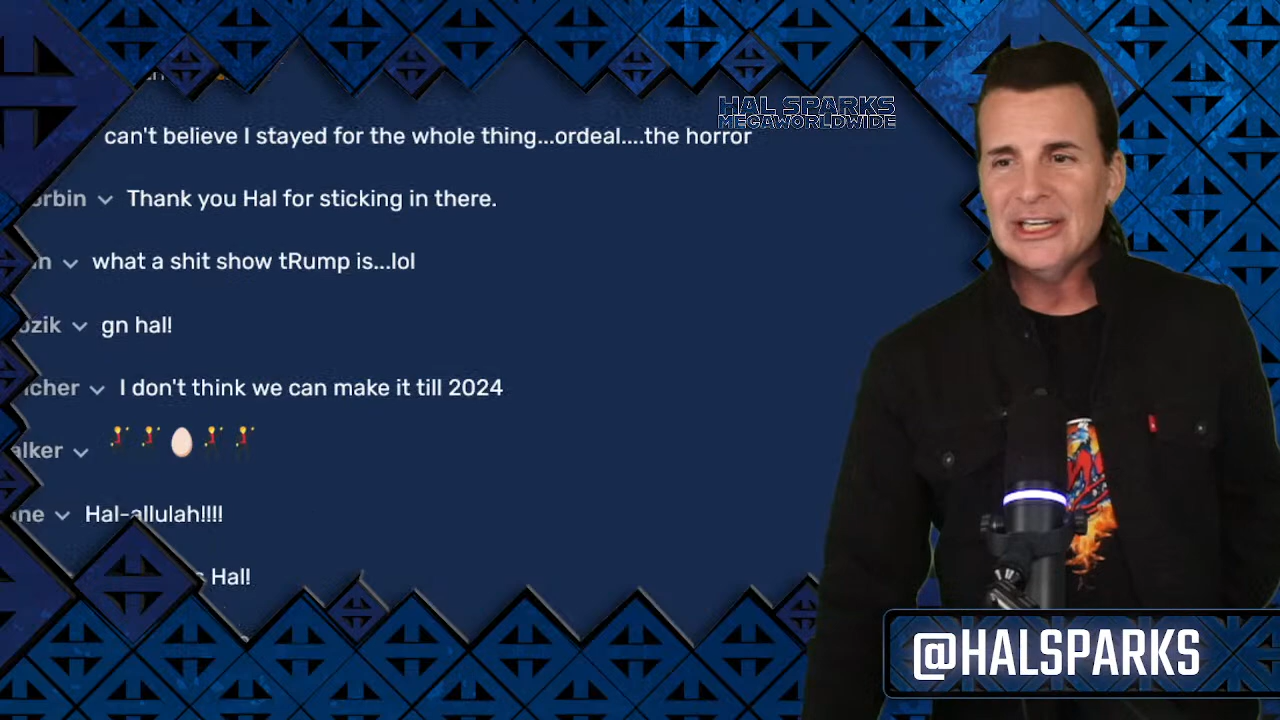 HAL SPARKS
MEGAWORLDWIDE
can't believe I stayed for the whole thing...ordeal....the horror
orbin Thank you Hal for sticking in there.
what a shit show tRump is...lol
ozik gn hal!
cher I don't think we can make it till 2024
alker
ne Hal-allulah!!!!
Hal!
@HALSPARKS